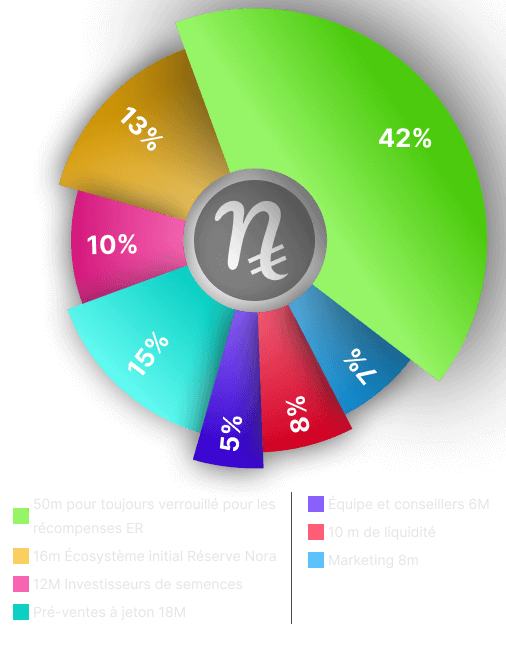 42%
13%
10%
15%
5%
8%
7%
50m pour toujours verrouillé pour les
récompenses ER
16m Écosystème initial Réserve Nora
12M Investisseurs de semences
Pré-ventes à jeton 18M
Équipe et conseillers 6M
10 m de liquidité
Marketing 8m